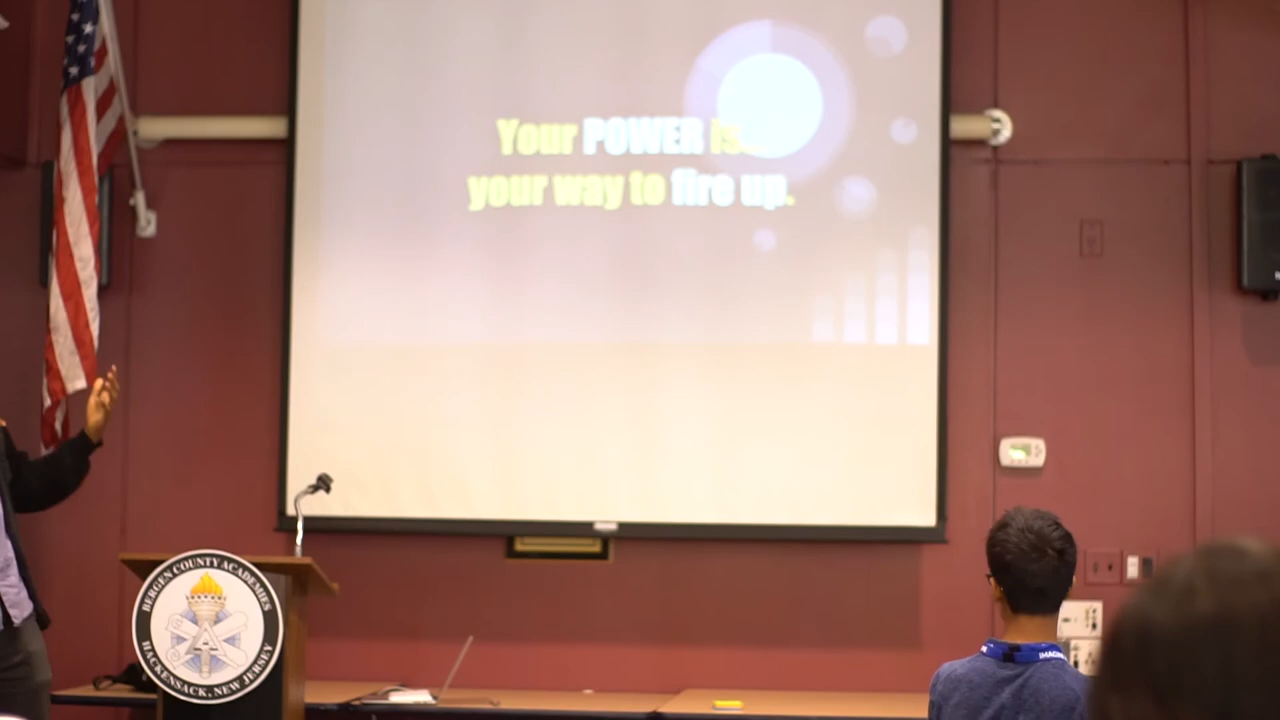 Your POWER is...
your way to fire up.
BERGEN COUNTY ACADEMIES
HACKENSACK, NEW JERSEY